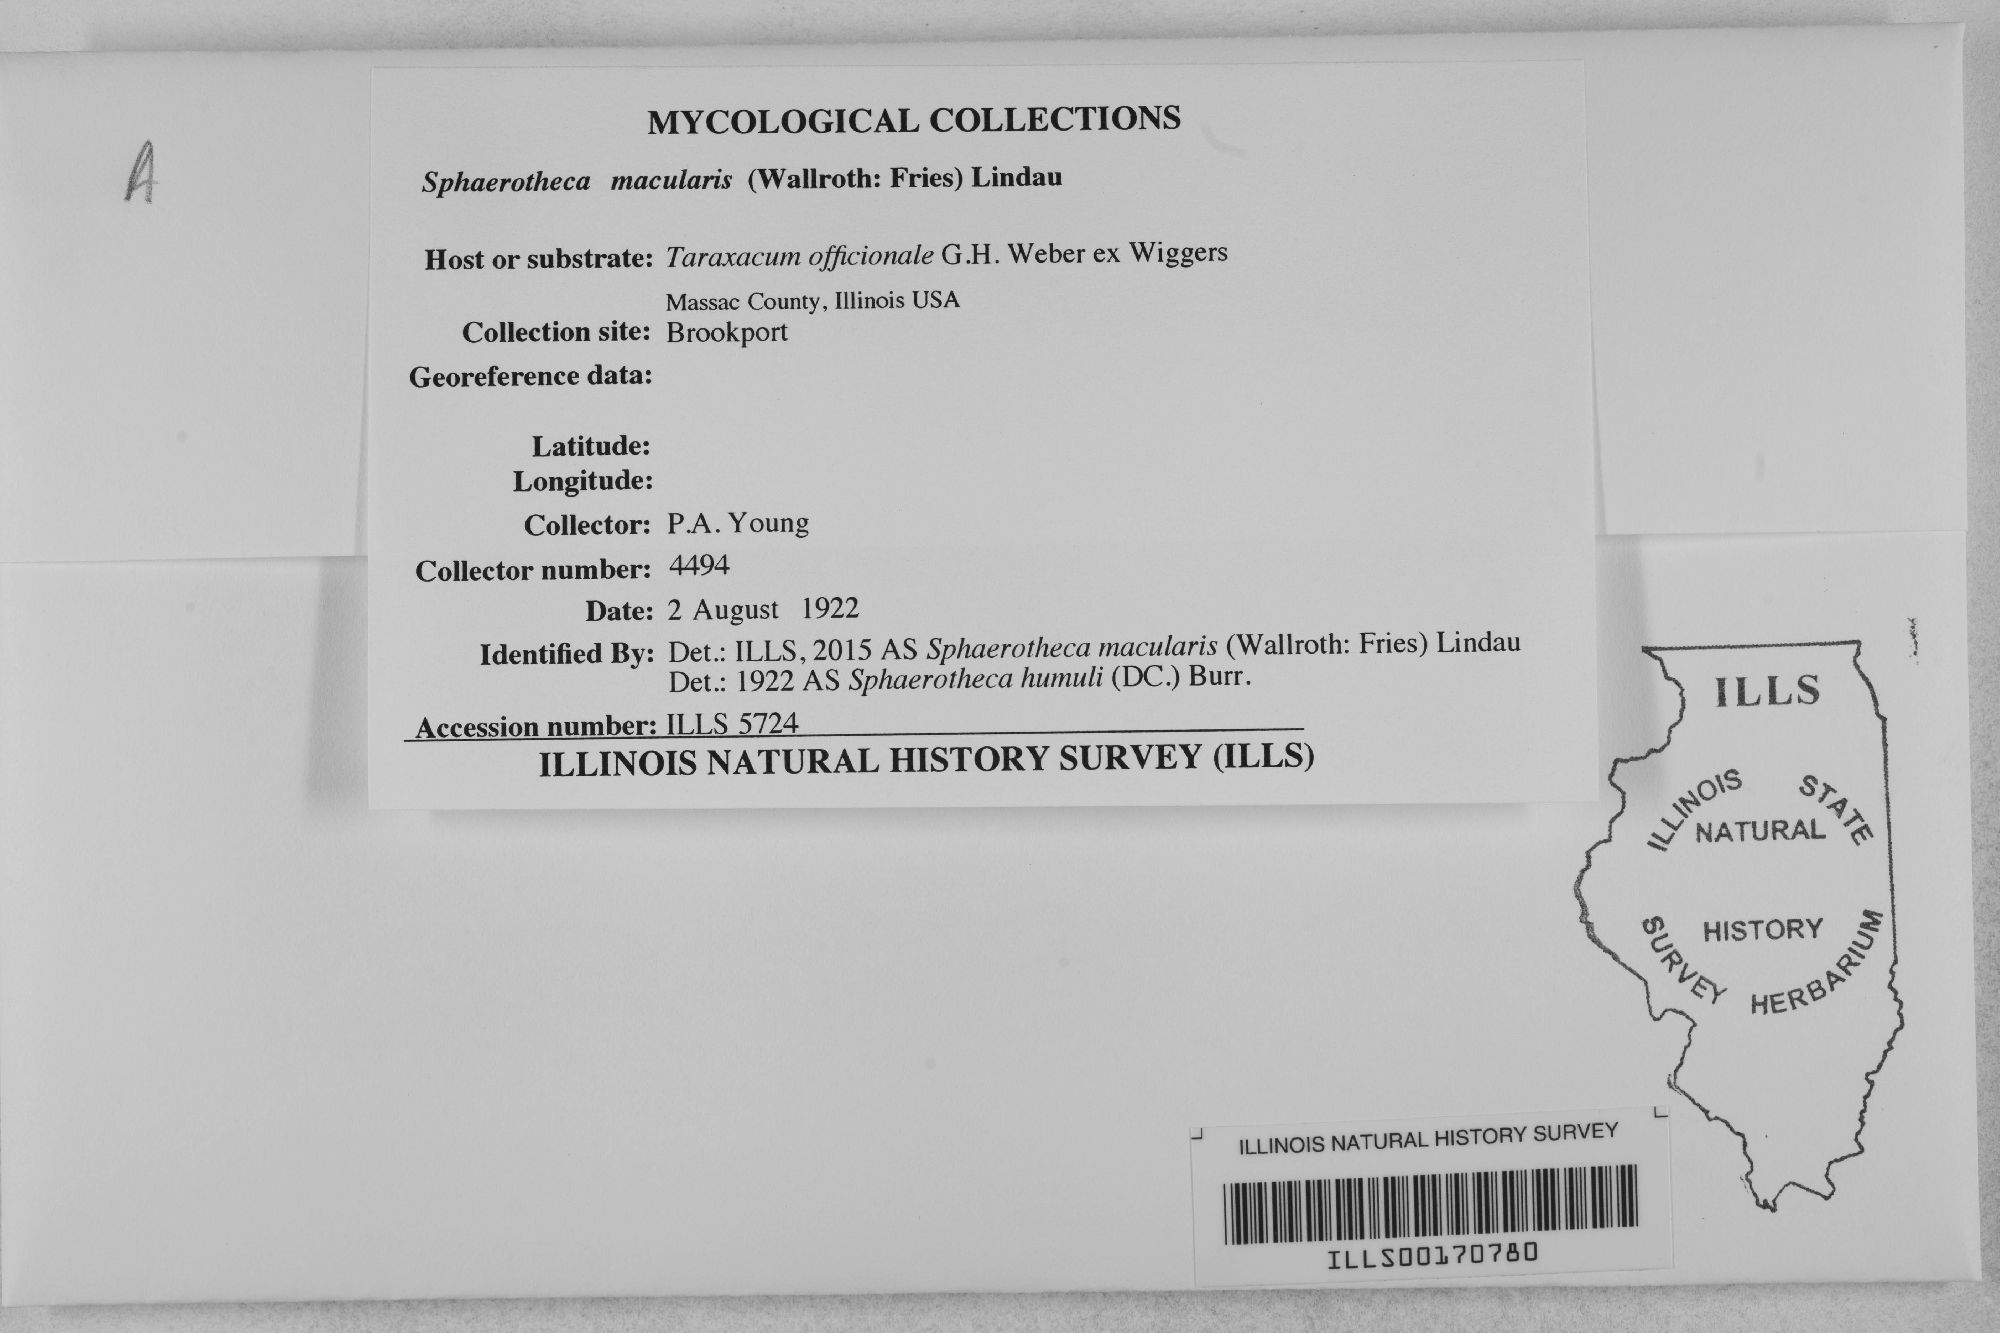 A
MYCOLOGICAL COLLECTIONS
Sphaerotheca macularis (Wallroth: Fries) Lindau
Host or substrate: Taraxacum officionale G.H. Weber ex Wiggers
Massac County, Illinois USA
Collection site: Brookport
Georeference data:
Latitude:
Longitude:
Collector: P.A. Young
Collector number: 4494
Date: 2 August 1922
Identified By: Det.: ILLS, 2015 AS Sphaerotheca macularis (Wallroth: Fries) Lindau
Det.: 1922 AS Sphaerotheca humuli (DC.) Burr.
Accession number: ILLS 5724
ILLINOIS NATURAL HISTORY SURVEY (ILLS)
ILLS
ILLINOIS STATE
NATURAL
HISTORY
SURVEY HERBARIUM
ILLINOIS NATURAL HISTORY SURVEY
ILLS00170780